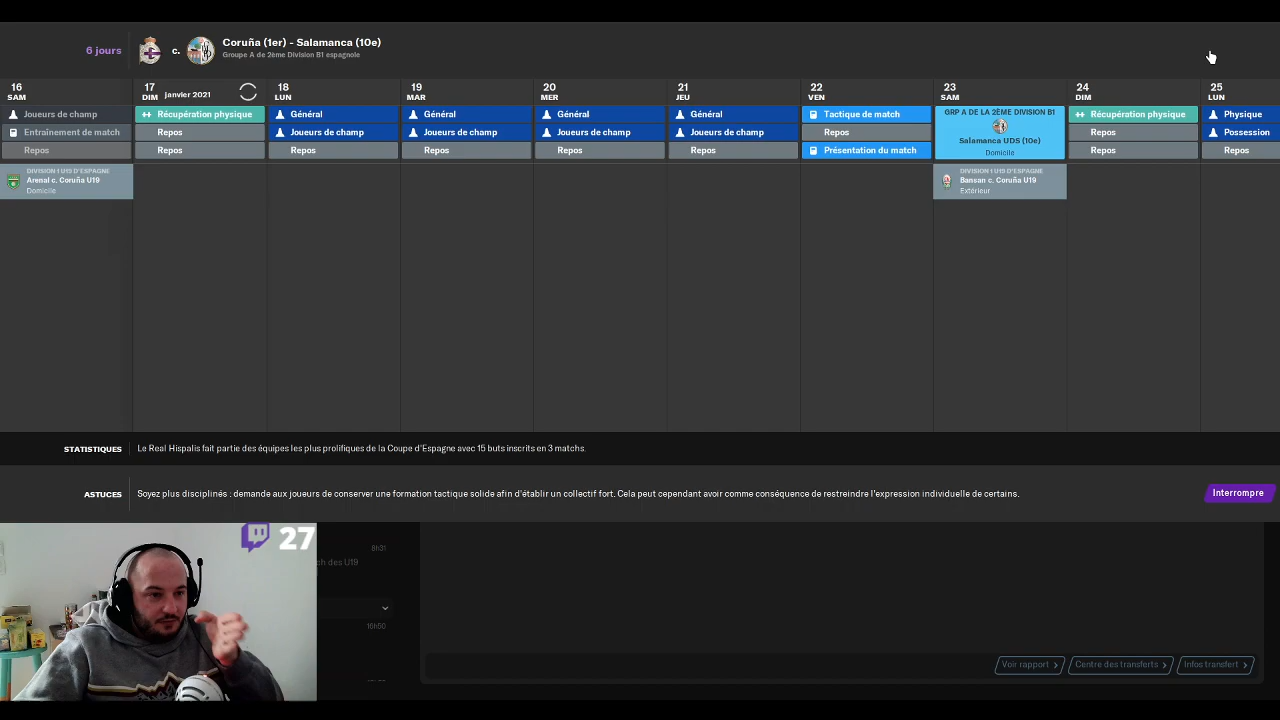 6 jours
c.
Coruña (1er) - Salamanca (10e)
Groupe A de 2ème Division B1 espagnole
16
SAM
17
DIM janvier 2021
18
LUN
19
MAR
20
MER
21
JEU
22
VEN
23
SAM
24
DIM
25
LUN
Joueurs de champ
Entraînement de match
Repos
Récupération physique
Repos
Repos
Général
Joueurs de champ
Repos
Général
Joueurs de champ
Repos
Général
Joueurs de champ
Repos
Général
Joueurs de champ
Repos
Tactique de match
Repos
Présentation du match
GRP A DE LA 2ÈME DIVISION B1
Salamanca UDS (10e)
Domicile
Récupération physique
Repos
Repos
Physique
Possession
Repos
DIVISION 1 U19 D'ESPAGNE
Arenal c. Coruña U19
Domicile
DIVISION 1 U19 D'ESPAGNE
Bansan c. Coruña U19
Extérieur
STATISTIQUES
Le Real Hispalis fait partie des équipes les plus prolifiques de la Coupe d'Espagne avec 15 buts inscrits en 3 matchs.
ASTUCES
Soyez plus disciplinés : demande aux joueurs de conserver une formation tactique solide afin d'établir un collectif fort. Cela peut cependant avoir comme conséquence de restreindre l'expression individuelle de certains.
Interrompre
27
8h31
ch des U19
16h50
Voir rapport
Centre des transferts
Infos transfert